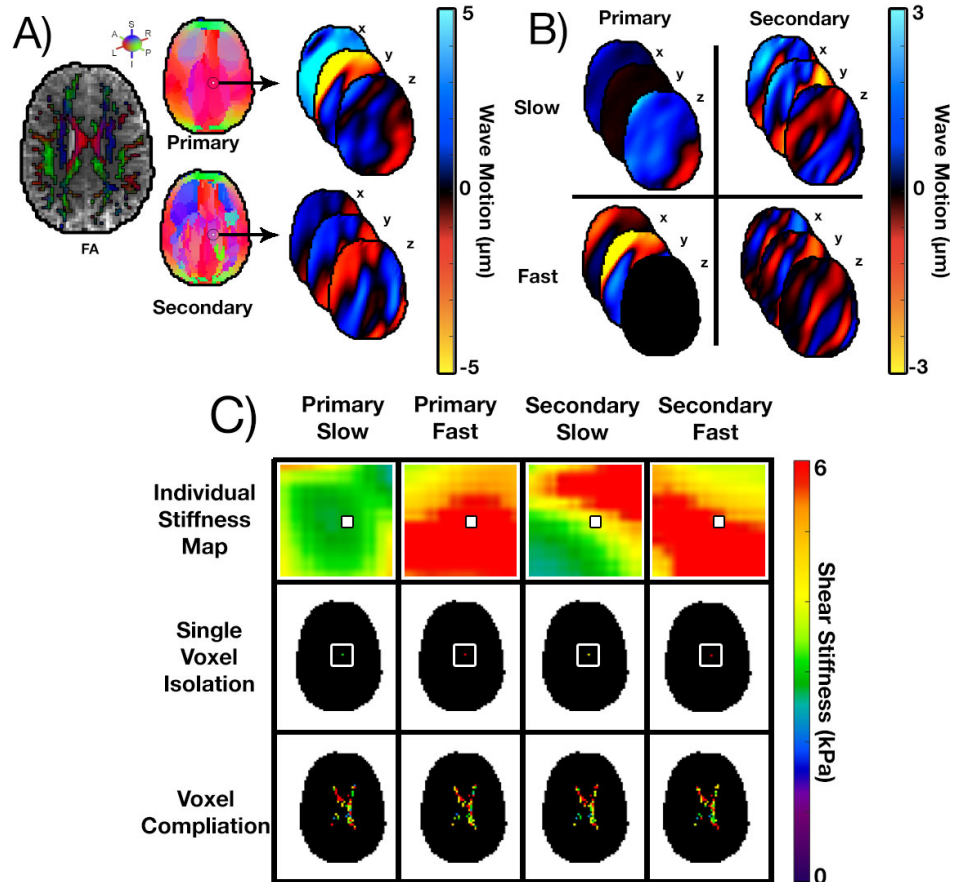 A)
S
A
R
L
P
I
FA
Primary
Secondary
x
y
z
x
y
z
5
0
-5
Wave Motion (µm)
B)
Primary
Secondary
Slow
Fast
x
y
z
x
y
z
x
y
z
x
y
z
3
0
-3
Wave Motion (µm)
C)
Primary
Slow
Primary
Fast
Secondary
Slow
Secondary
Fast
Individual
Stiffness
Map
Single
Voxel
Isolation
Voxel
Compliation
6
0
Shear Stiffness (kPa)